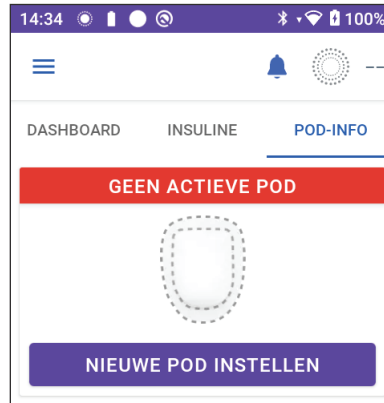 14:34 100%
--
DASHBOARD INSULINE POD-INFO
GEEN ACTIEVE POD
NIEUWE POD INSTELLEN